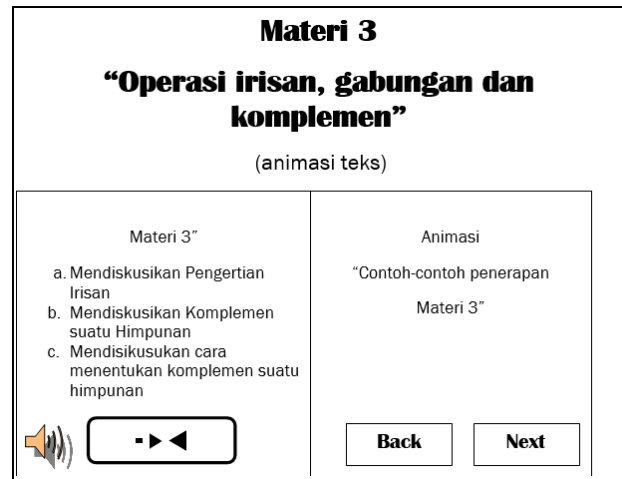 Materi 3
“Operasi irisan, gabungan dan
komplemen”
(animasi teks)
Materi 3”
a. Mendiskusikan Pengertian
Irisan
b. Mendiskusikan Komplemen
suatu Himpunan
c. Mendisikusukan cara
menentukan komplemen suatu
himpunan
Animasi
“Contoh-contoh penerapan
Materi 3”
Back
Next